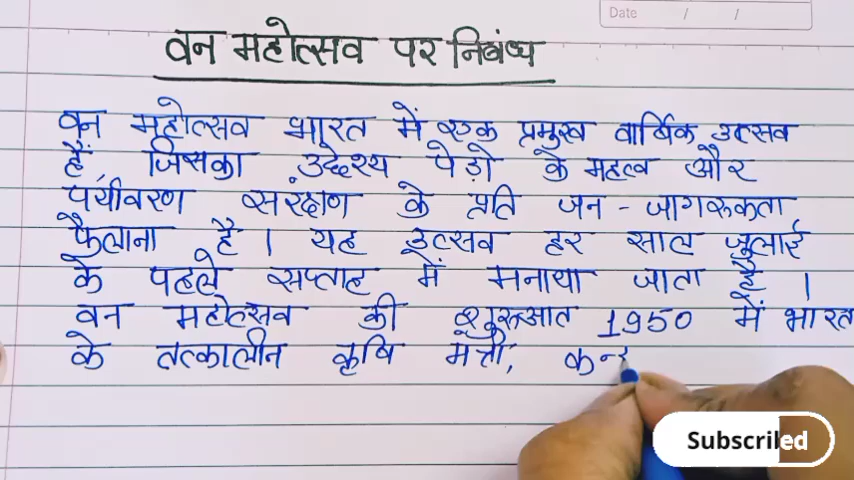 Date / /
वन महोत्सव पर निबंध
वन महोत्सव भारत में एक प्रमुख वार्षिक उत्सव
है, जिसका उद्देश्य पेड़ो के महत्व और
पर्यावरण संरक्षण के प्रति जन - जागरूकता
फैलाना है । यह उत्सव हर साल जुलाई
के पहले सप्ताह में मनाया जाता है ।
वन महोत्सव की शुरुआत 1950 में भारत
के तत्कालीन कृषि मंत्री,
Subscribed